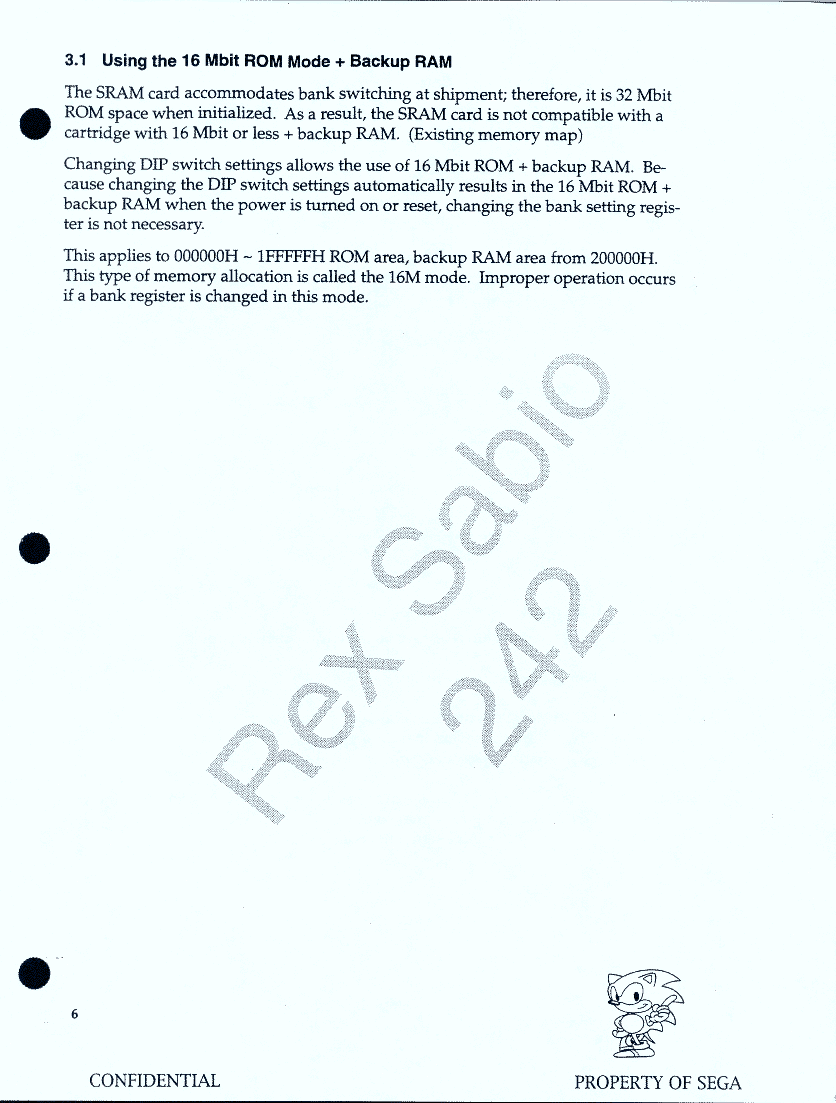 3.1 Using the 16 Mbit ROM Mode + Backup RAM
The SRAM card accommodates bank switching at shipment; therefore, it is 32 Mbit
ROM space when initialized. As a result, the SRAM card is not compatible with a
cartridge with 16 Mbit or less + backup RAM. (Existing memory map)
Changing DIP switch settings allows the use of 16 Mbit ROM + backup RAM. Be-
cause changing the DIP switch settings automatically results in the 16 Mbit ROM +
backup RAM when the power is turned on or reset, changing the bank setting regis-
ter is not necessary.
This applies to 000000H ~ 1FFFFFH ROM area, backup RAM area from 200000H.
This type of memory allocation is called the 16M mode. Improper operation occurs
if a bank register is changed in this mode.
Rex Sabio
242
6
CONFIDENTIAL
PROPERTY OF SEGA